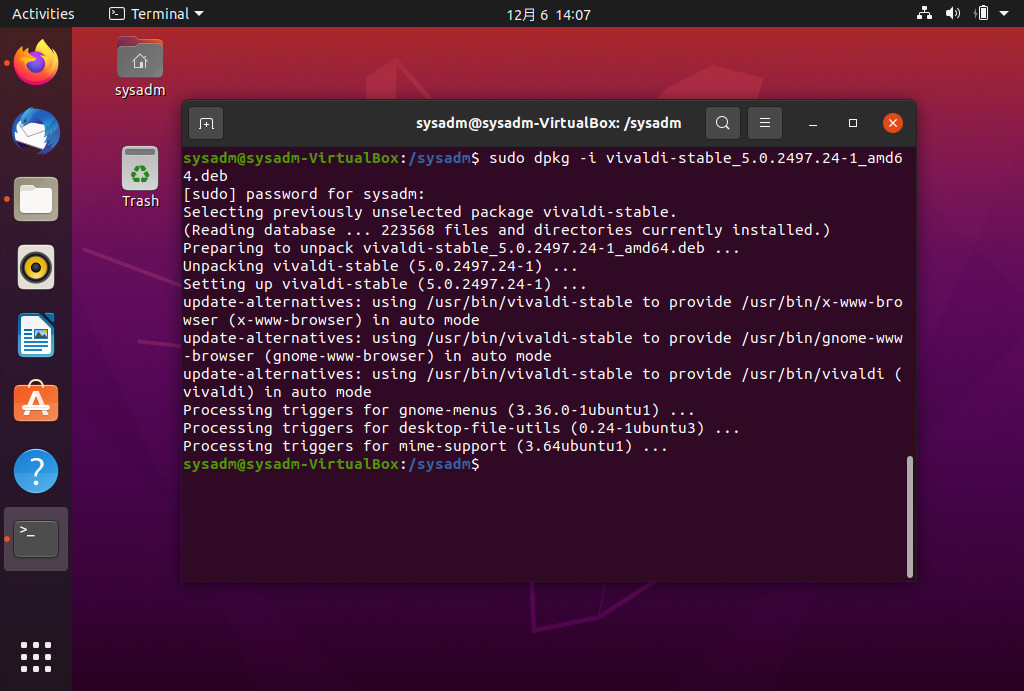 Activities
Terminal
12月 6 14:07
sysadm
Trash
sysadm@sysadm-VirtualBox: /sysadm
sysadm@sysadm-VirtualBox:/sysadm$ sudo dpkg -i vivaldi-stable_5.0.2497.24-1_amd6
4.deb
[sudo] password for sysadm:
Selecting previously unselected package vivaldi-stable.
(Reading database ... 223568 files and directories currently installed.)
Preparing to unpack vivaldi-stable_5.0.2497.24-1_amd64.deb ...
Unpacking vivaldi-stable (5.0.2497.24-1) ...
Setting up vivaldi-stable (5.0.2497.24-1) ...
update-alternatives: using /usr/bin/vivaldi-stable to provide /usr/bin/x-www-bro
wser (x-www-browser) in auto mode
update-alternatives: using /usr/bin/vivaldi-stable to provide /usr/bin/gnome-www
-browser (gnome-www-browser) in auto mode
update-alternatives: using /usr/bin/vivaldi-stable to provide /usr/bin/vivaldi (
vivaldi) in auto mode
Processing triggers for gnome-menus (3.36.0-1ubuntu1) ...
Processing triggers for desktop-file-utils (0.24-1ubuntu3) ...
Processing triggers for mime-support (3.64ubuntu1) ...
sysadm@sysadm-VirtualBox:/sysadm$